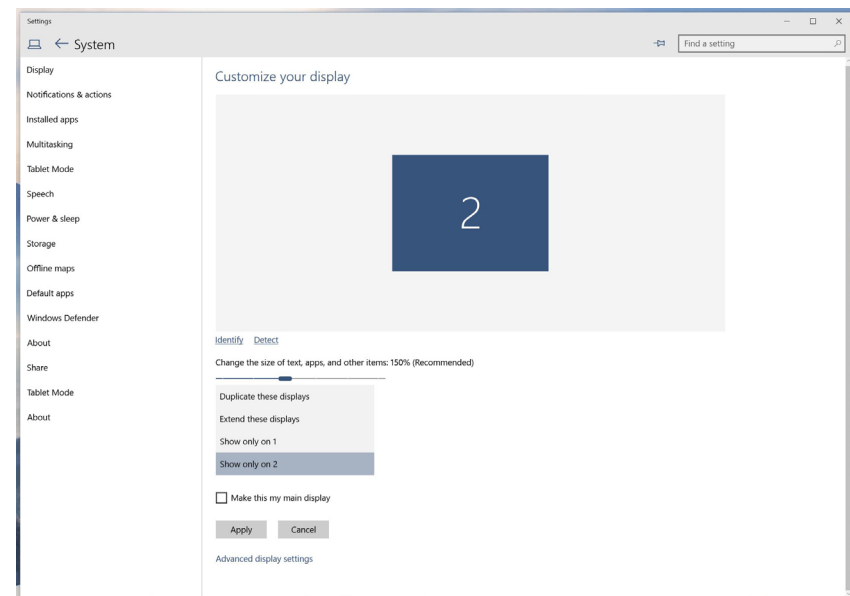 Settings
System
Find a setting
Display
Notifications & actions
Installed apps
Multitasking
Tablet Mode
Speech
Power & sleep
Storage
Offline maps
Default apps
Windows Defender
About
Share
Tablet Mode
About
Customize your display
2
Identify Detect
Change the size of text, apps, and other items: 150% (Recommended)
Duplicate these displays
Extend these displays
Show only on 1
Show only on 2
Make this my main display
Apply Cancel
Advanced display settings